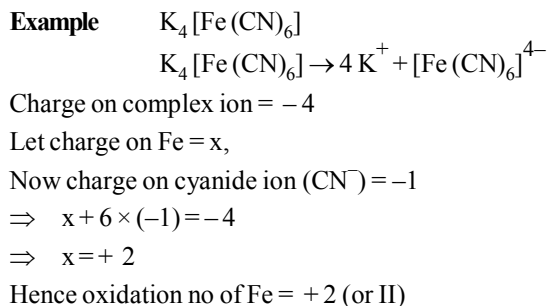 Example K₄[Fe(CN)₆]
K₄[Fe(CN)₆] → 4 K⁺ + [Fe(CN)₆]⁴⁻
Charge on complex ion = – 4
Let charge on Fe = x,
Now charge on cyanide ion (CN⁻) = –1
⇒ x + 6 × (–1) = – 4
⇒ x = + 2
Hence oxidation no of Fe = +2 (or II)